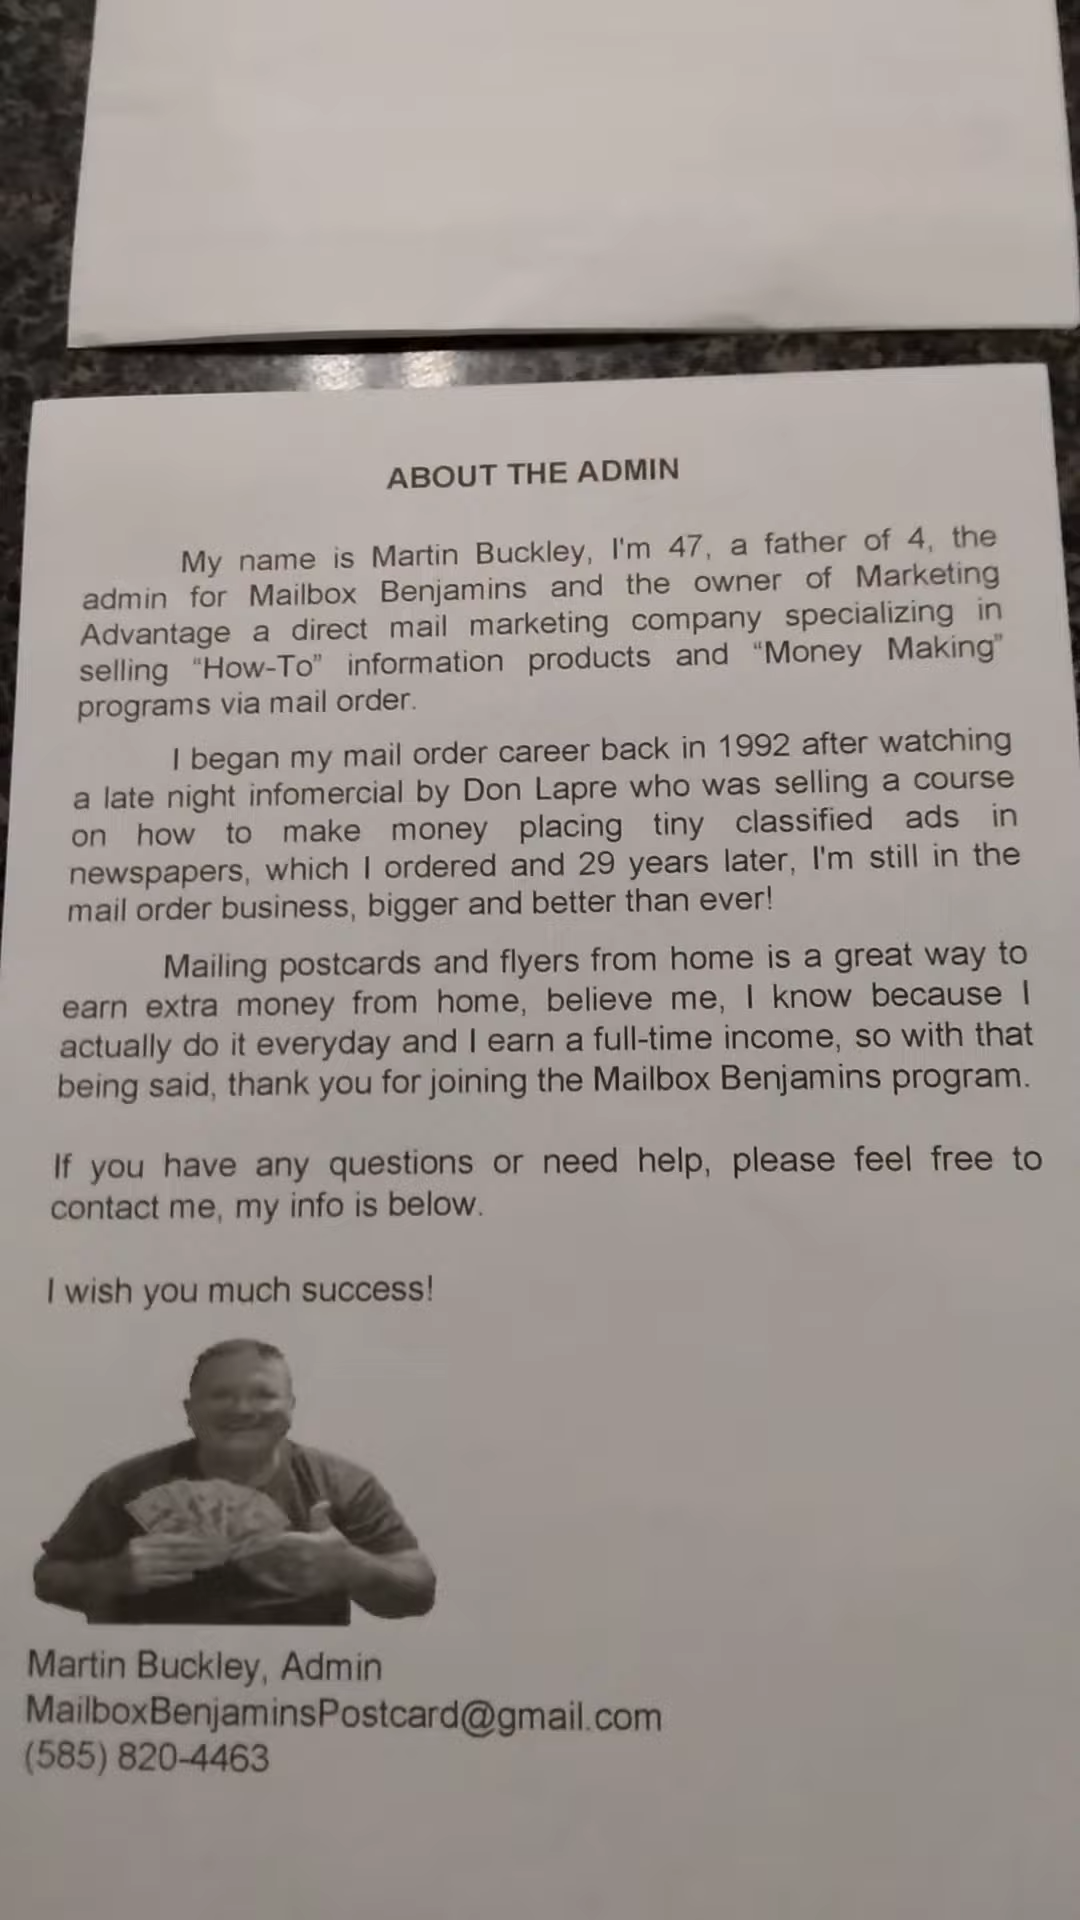 ABOUT THE ADMIN
My name is Martin Buckley, I'm 47, a father of 4, the
admin for Mailbox Benjamins and the owner of Marketing
Advantage a direct mail marketing company specializing in
selling "How-To" information products and "Money Making"
programs via mail order.
I began my mail order career back in 1992 after watching
a late night infomercial by Don Lapre who was selling a course
on how to make money placing tiny classified ads in
newspapers, which I ordered and 29 years later, I'm still in the
mail order business, bigger and better than ever!
Mailing postcards and flyers from home is a great way to
earn extra money from home, believe me, I know because I
actually do it everyday and I earn a full-time income, so with that
being said, thank you for joining the Mailbox Benjamins program.
If you have any questions or need help, please feel free to
contact me, my info is below.
I wish you much success!
Martin Buckley, Admin
MailboxBenjaminsPostcard@gmail.com
(585) 820-4463